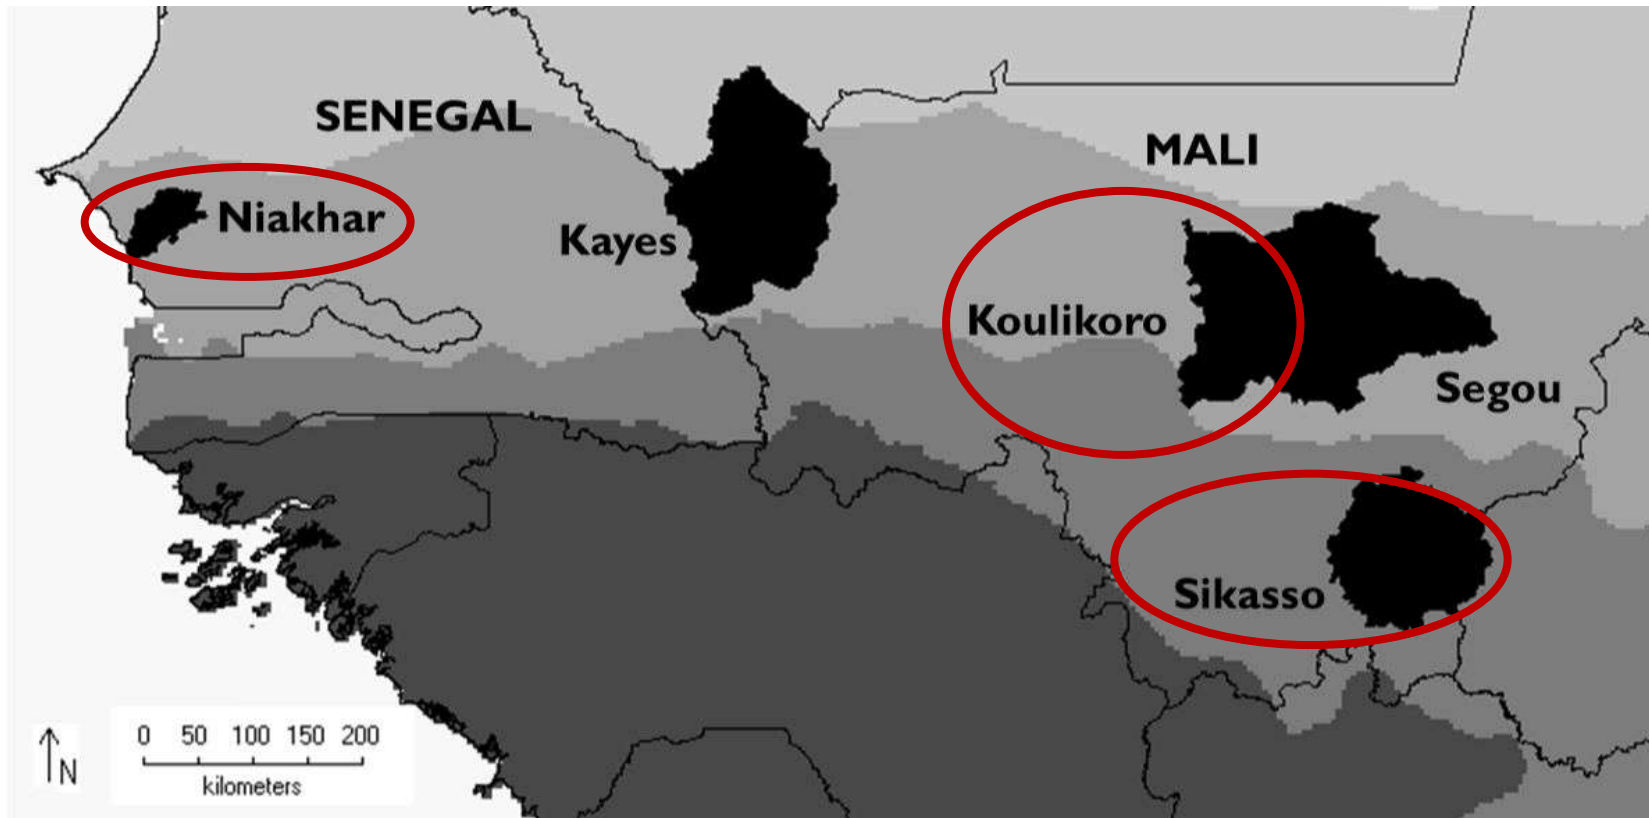 SENEGAL
MALI
Niakhar
Kayes
Koulikoro
Segou
Sikasso
0 50 100 150 200
kilometers
N